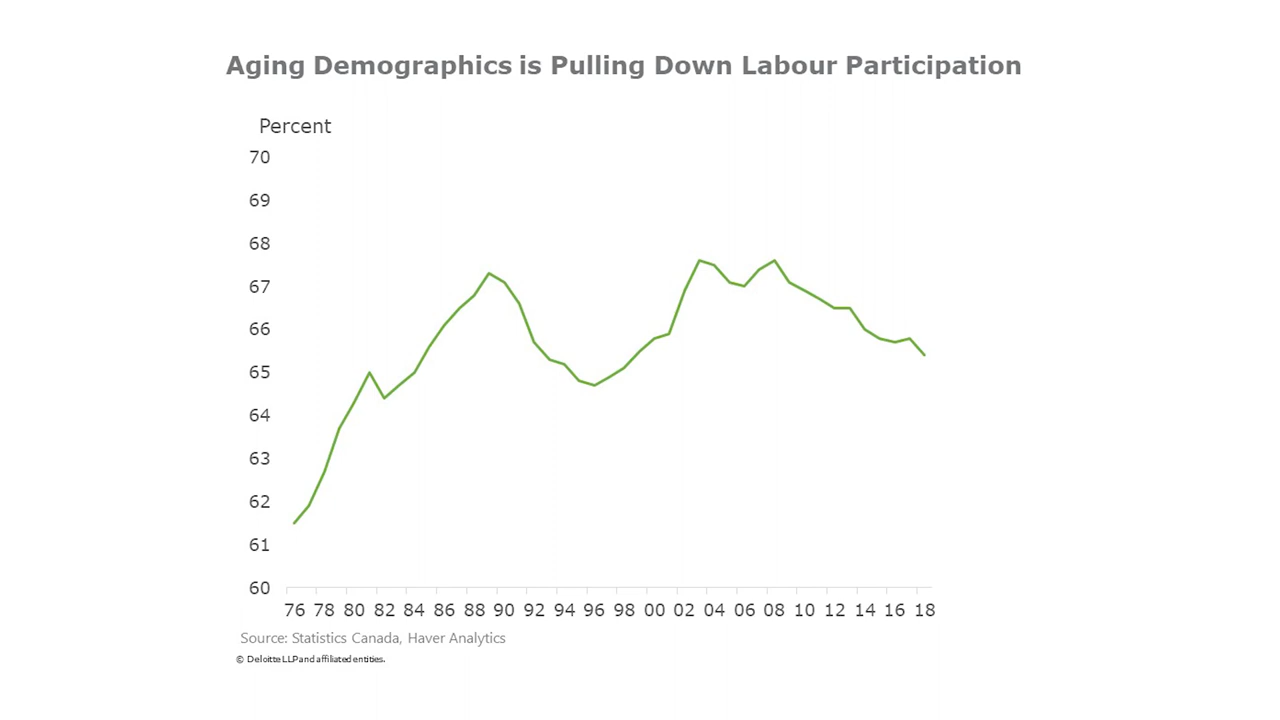 Aging Demographics is Pulling Down Labour Participation
Percent
70
69
68
67
66
65
64
63
62
61
60
76 78 80 82 84 86 88 90 92 94 96 98 00 02 04 06 08 10 12 14 16 18
Source: Statistics Canada, Haver Analytics
© Deloitte LLP and affiliated entities.